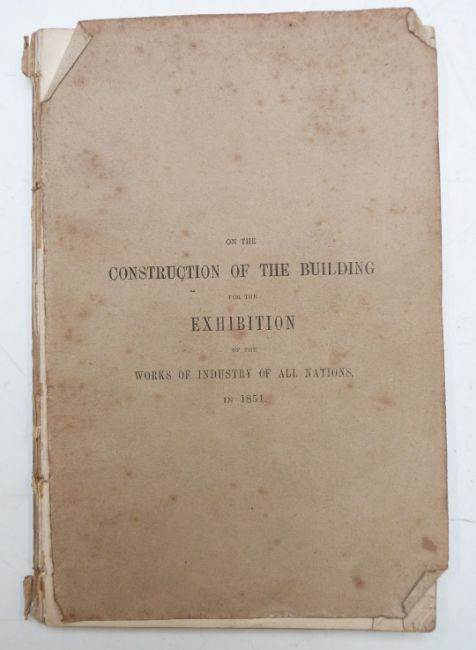 ON THE
CONSTRUCTION OF THE BUILDING
FOR THE
EXHIBITION
OF THE
WORKS OF INDUSTRY OF ALL NATIONS,
IN 1851.